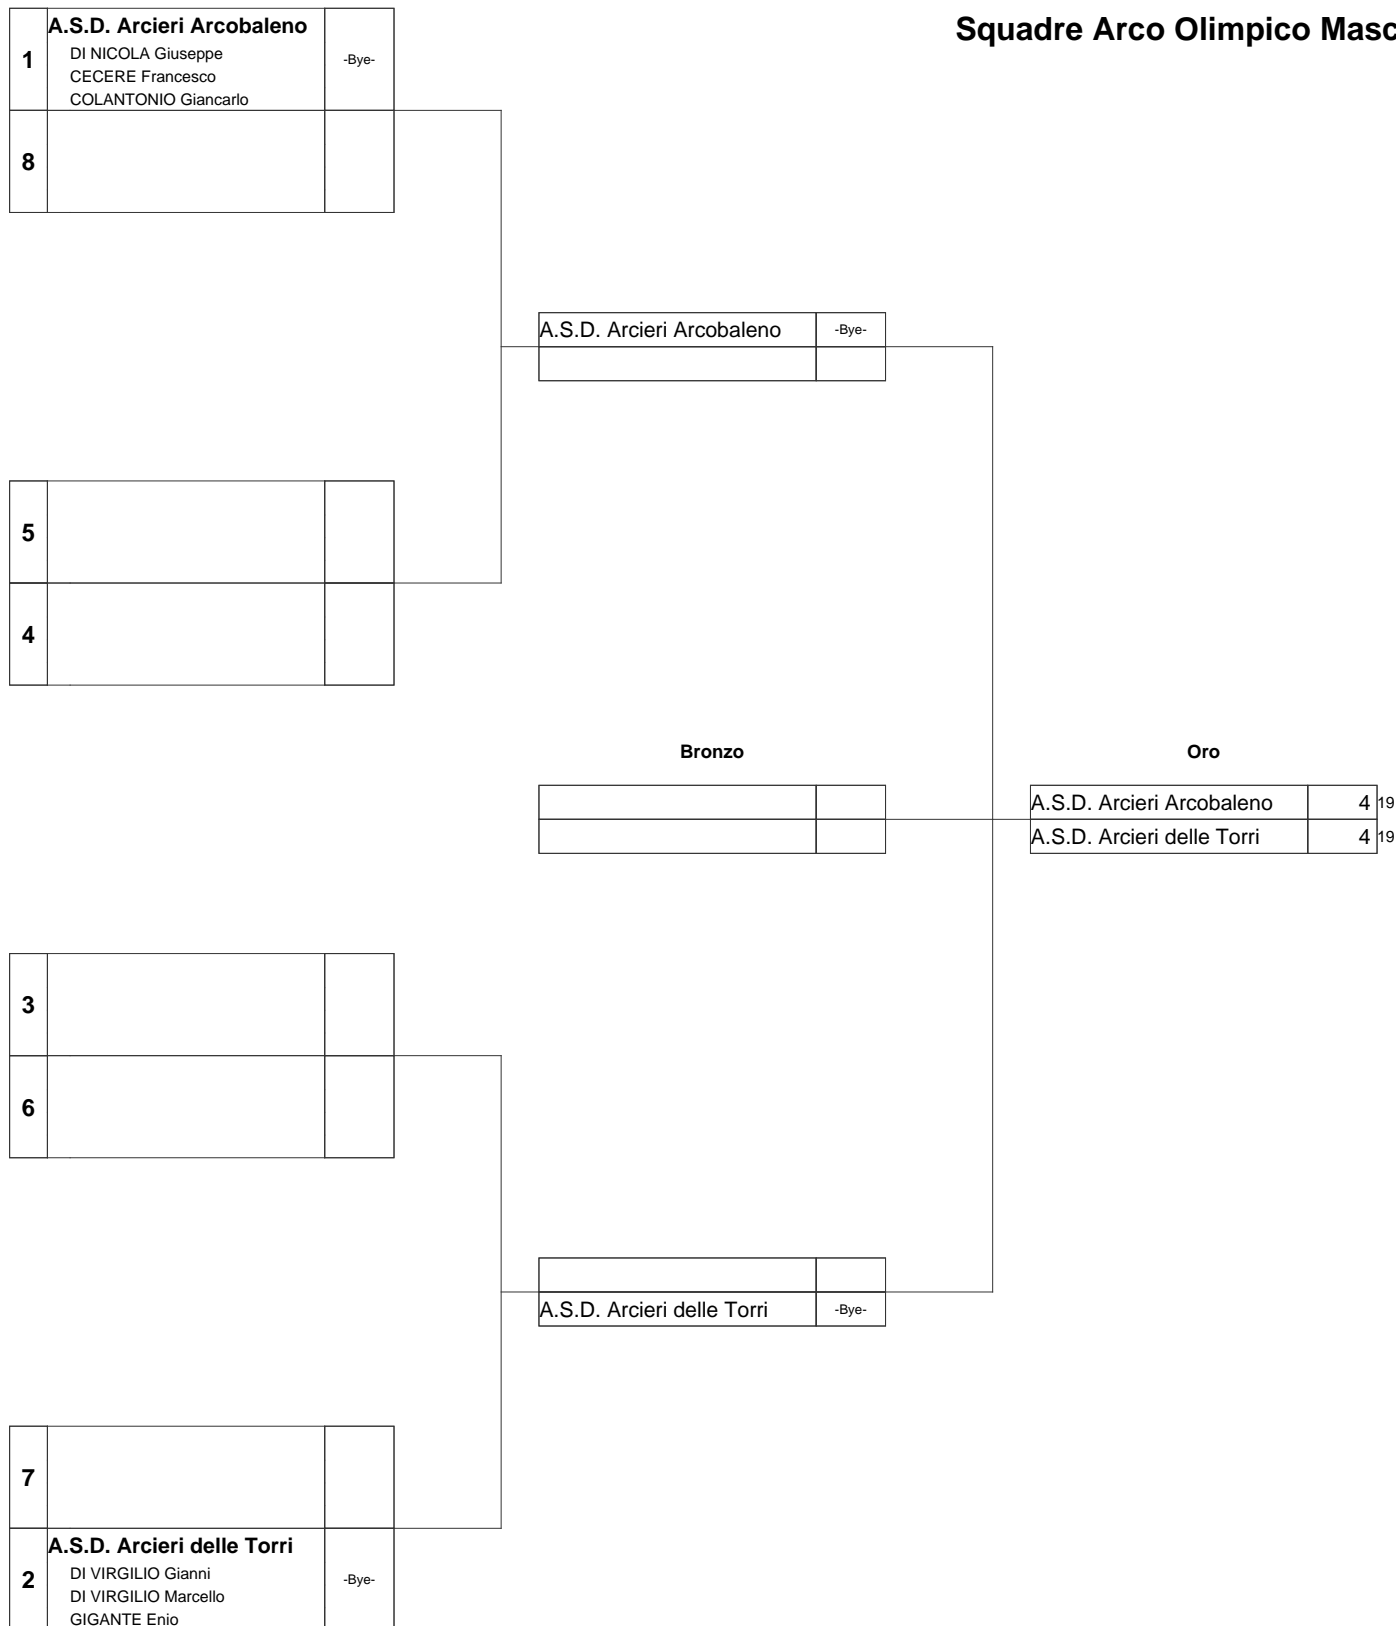 Squadre Arco Olimpico Masc
1
A.S.D. Arcieri Arcobaleno
-Bye-
DI NICOLA Giuseppe
CECERE Francesco
COLANTONIO Giancarlo
8
A.S.D. Arcieri Arcobaleno -Bye-
5
4
Bronzo
Oro
A.S.D. Arcieri Arcobaleno 4 19
A.S.D. Arcieri delle Torri 4 19
3
6
A.S.D. Arcieri delle Torri -Bye-
7
2
A.S.D. Arcieri delle Torri
-Bye-
DI VIRGILIO Gianni
DI VIRGILIO Marcello
GIGANTE Enio